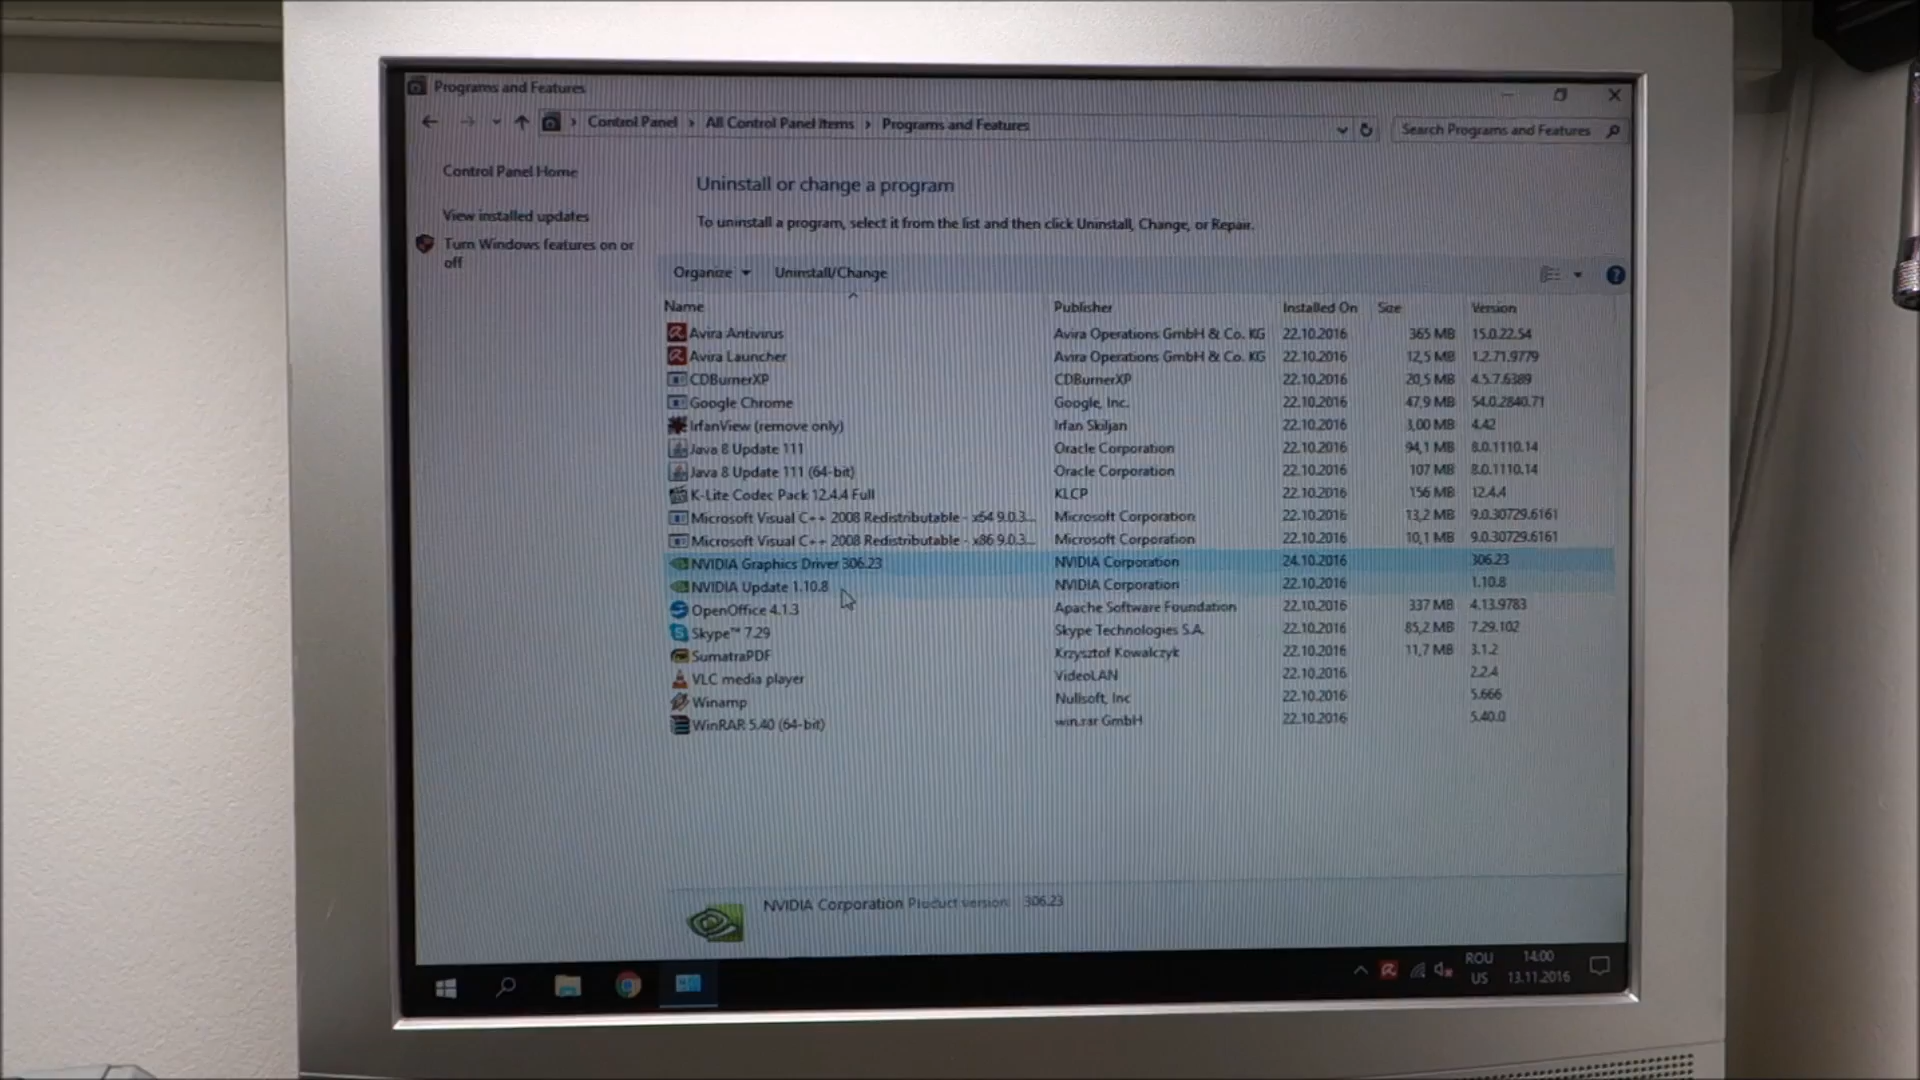 Programs and Features
Control Panel > All Control Panel Items > Programs and Features
Search Programs and Features
Control Panel Home
View installed updates
Turn Windows features on or
off
Uninstall or change a program
To uninstall a program, select it from the list and then click Uninstall, Change, or Repair.
Organize Uninstall/Change
Name Publisher Installed On Size Version
Avira Antivirus Avira Operations GmbH & Co. KG 22.10.2016 365 MB 15.0.22.54
Avira Launcher Avira Operations GmbH & Co. KG 22.10.2016 12,5 MB 1.2.71.9779
CDBurnerXP CDBurnerXP 22.10.2016 20,5 MB 4.5.7.6389
Google Chrome Google, Inc. 22.10.2016 47,9 MB 54.0.2840.71
IrfanView (remove only) Irfan Skiljan 22.10.2016 3,00 MB 4.42
Java 8 Update 111 Oracle Corporation 22.10.2016 94,1 MB 8.0.1110.14
Java 8 Update 111 (64-bit) Oracle Corporation 22.10.2016 107 MB 8.0.1110.14
K-Lite Codec Pack 12.4.4 Full KLCP 22.10.2016 156 MB 12.4.4
Microsoft Visual C++ 2008 Redistributable - x64 9.0.3... Microsoft Corporation 22.10.2016 13,2 MB 9.0.30729.6161
Microsoft Visual C++ 2008 Redistributable - x86 9.0.3... Microsoft Corporation 22.10.2016 10,1 MB 9.0.30729.6161
NVIDIA Graphics Driver 306.23 NVIDIA Corporation 24.10.2016 306.23
NVIDIA Update 1.10.8 NVIDIA Corporation 22.10.2016 1.10.8
OpenOffice 4.1.3 Apache Software Foundation 22.10.2016 337 MB 4.13.9783
Skype™ 7.29 Skype Technologies S.A. 22.10.2016 85,2 MB 7.29.102
SumatraPDF Krzysztof Kowalczyk 22.10.2016 11,7 MB 3.1.2
VLC media player VideoLAN 22.10.2016 2.2.4
Winamp Nullsoft, Inc 22.10.2016 5.666
WinRAR 5.40 (64-bit) win.rar GmbH 22.10.2016 5.40.0
NVIDIA Corporation Product version: 306.23
ROU 14:00
US 13.11.2016